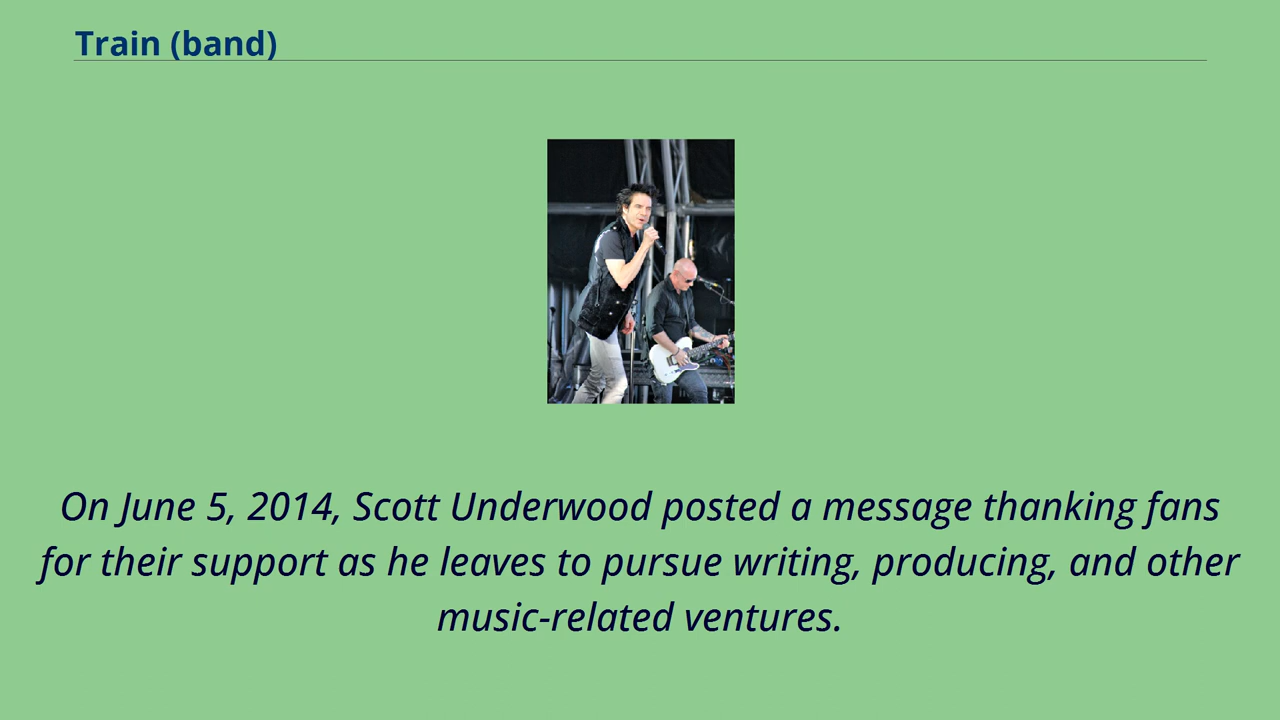 Train (band)
On June 5, 2014, Scott Underwood posted a message thanking fans
for their support as he leaves to pursue writing, producing, and other
music-related ventures.